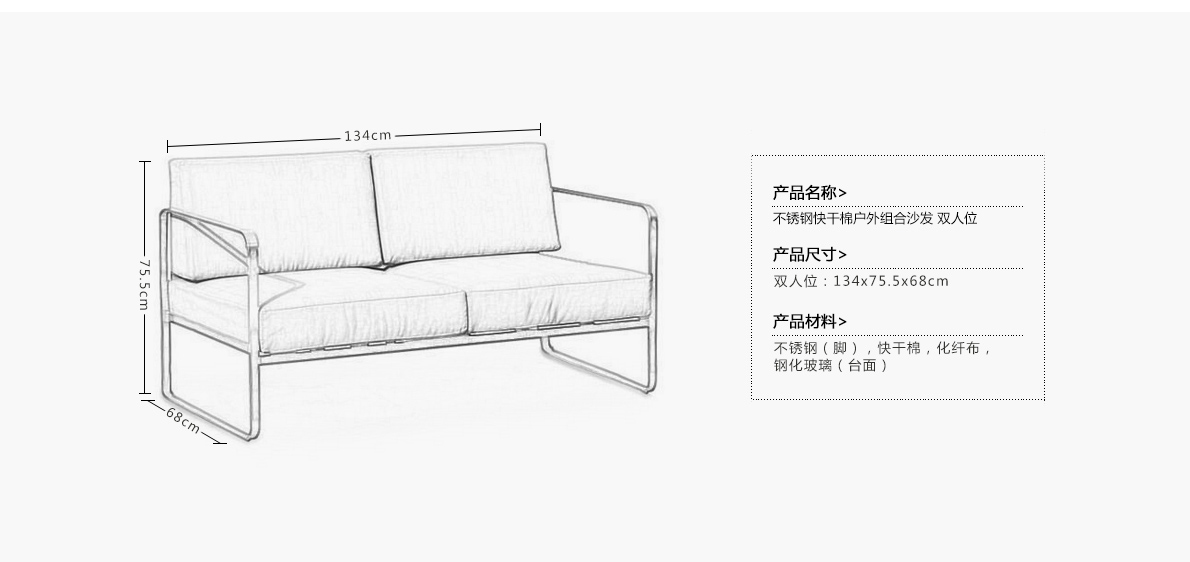 134cm
75.5cm
68cm
产品名称>
不锈钢快干棉户外组合沙发 双人位
产品尺寸>
双人位：134x75.5x68cm
产品材料>
不锈钢（脚），快干棉，化纤布，
钢化玻璃（台面）